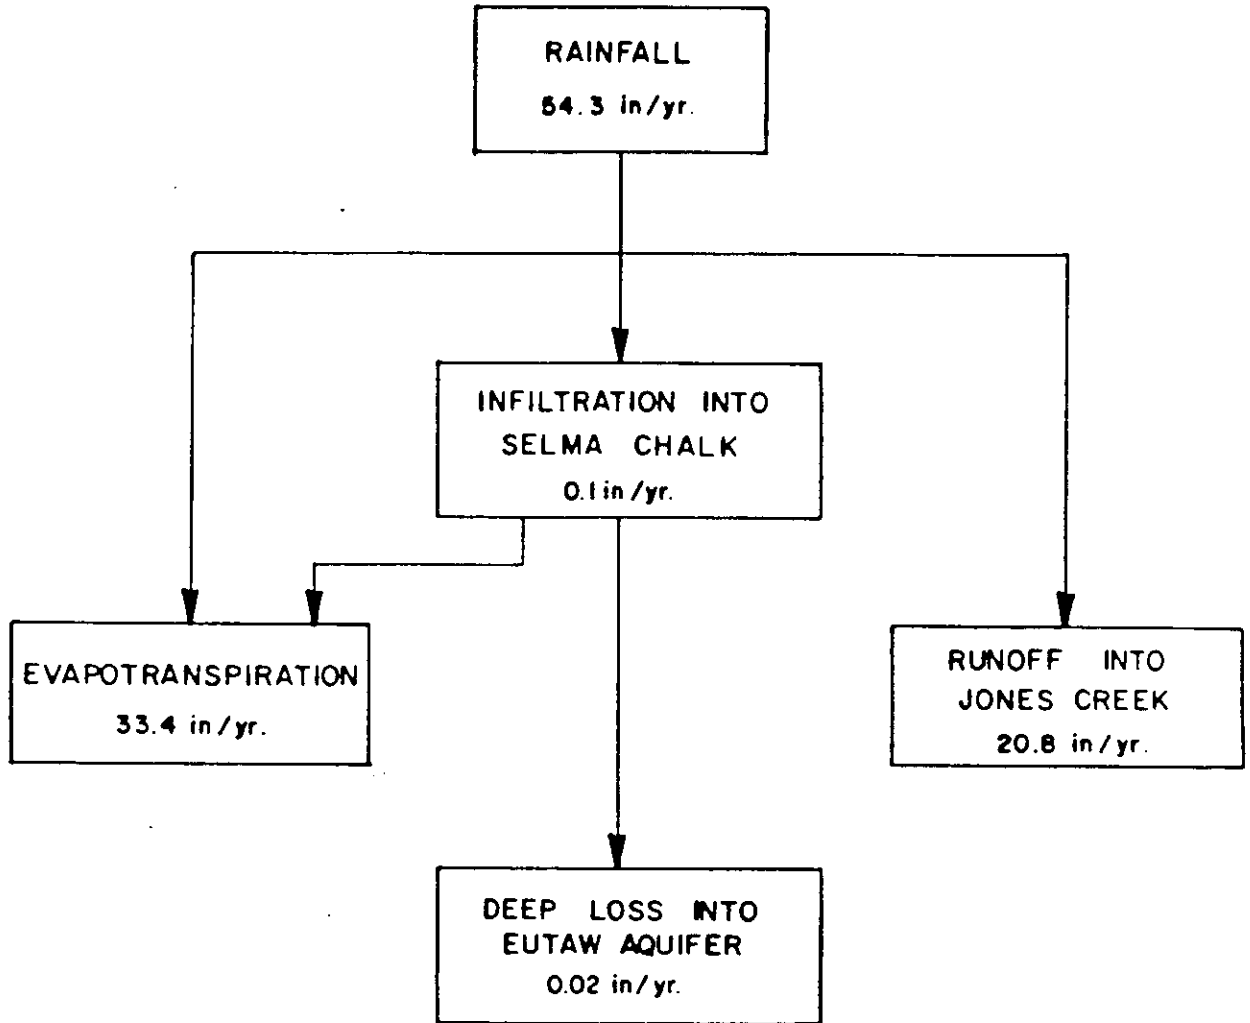 RAINFALL
54.3 in/yr.
INFILTRATION INTO
SELMA CHALK
0.1 in/yr.
EVAPOTRANSPIRATION
33.4 in/yr.
RUNOFF INTO
JONES CREEK
20.8 in/yr.
DEEP LOSS INTO
EUTAW AQUIFER
0.02 in/yr.